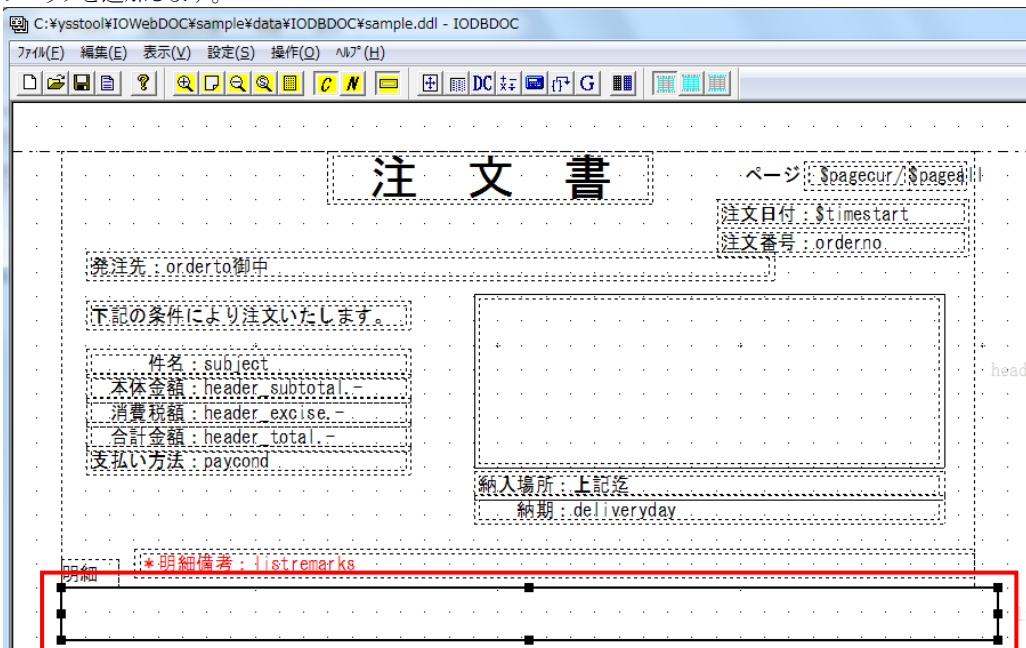 C:¥ysstool¥IOWebDOC¥sample¥data¥IODBDOC¥sample.ddl - IODBDOC
ﾌｧｲﾙ(F) 編集(E) 表示(V) 設定(S) 操作(O) ﾍﾙﾌﾟ(H)
C N DC G
注 文 書
ページ：$pagecur/$pageall
注文日付：$timestart
注文番号：orderno
発注先：orderto御中
下記の条件により注文いたします。
件名：subject
本体金額：header_subtotal.-
消費税額：header_excise.-
合計金額：header_total.-
支払い方法：paycond
head
納入場所：上記迄
納期：deliveryday
明細
＊明細備考：listremarks